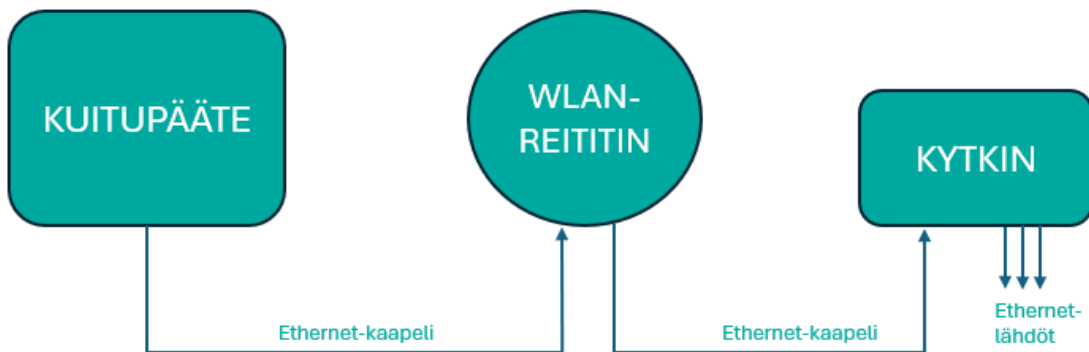 KUITUPÄÄTE
WLAN-
REITITIN
KYTKIN
Ethernet-kaapeli
Ethernet-kaapeli
Ethernet-
lähdöt